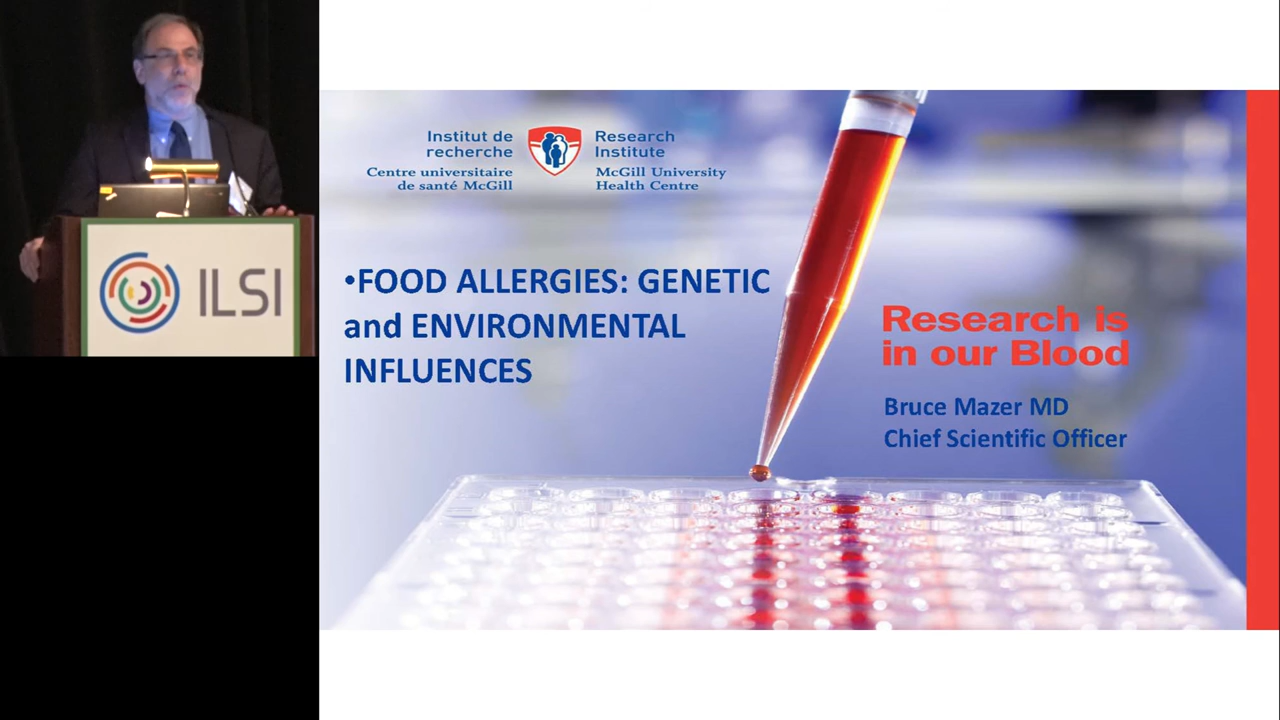 ILSI
Institut de
recherche
Centre universitaire
de santé McGill
Research
Institute
McGill University
Health Centre
•FOOD ALLERGIES: GENETIC
and ENVIRONMENTAL
INFLUENCES
Research is
in our Blood
Bruce Mazer MD
Chief Scientific Officer